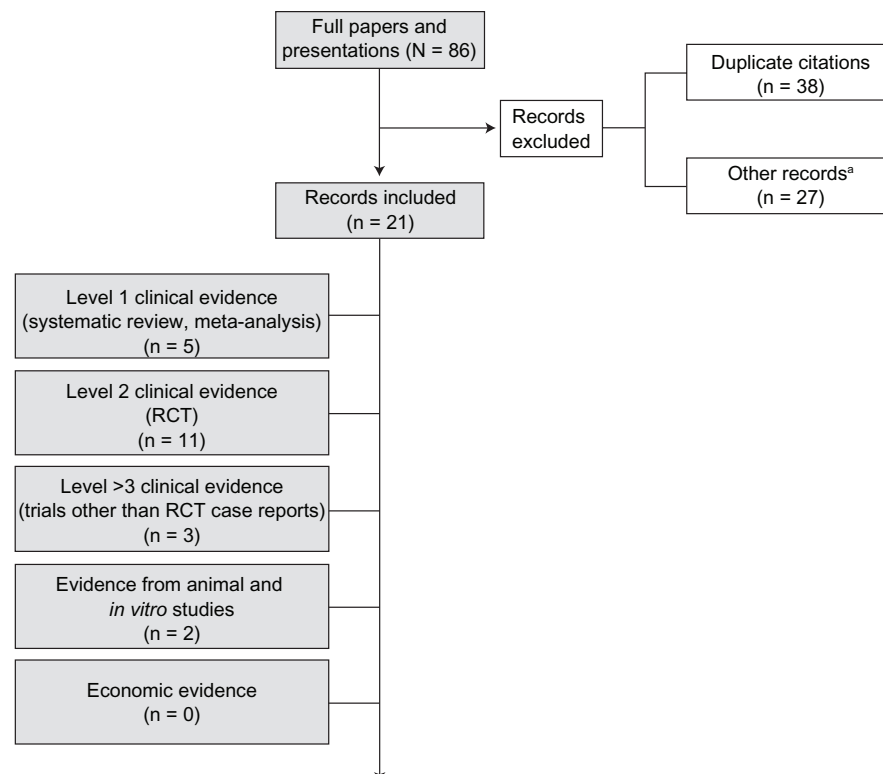 Full papers and
presentations (N = 86)
Duplicate citations
(n = 38)
Records
excluded
Other recordsᵃ
(n = 27)
Records included
(n = 21)
Level 1 clinical evidence
(systematic review, meta-analysis)
(n = 5)
Level 2 clinical evidence
(RCT)
(n = 11)
Level >3 clinical evidence
(trials other than RCT case reports)
(n = 3)
Evidence from animal and
in vitro studies
(n = 2)
Economic evidence
(n = 0)